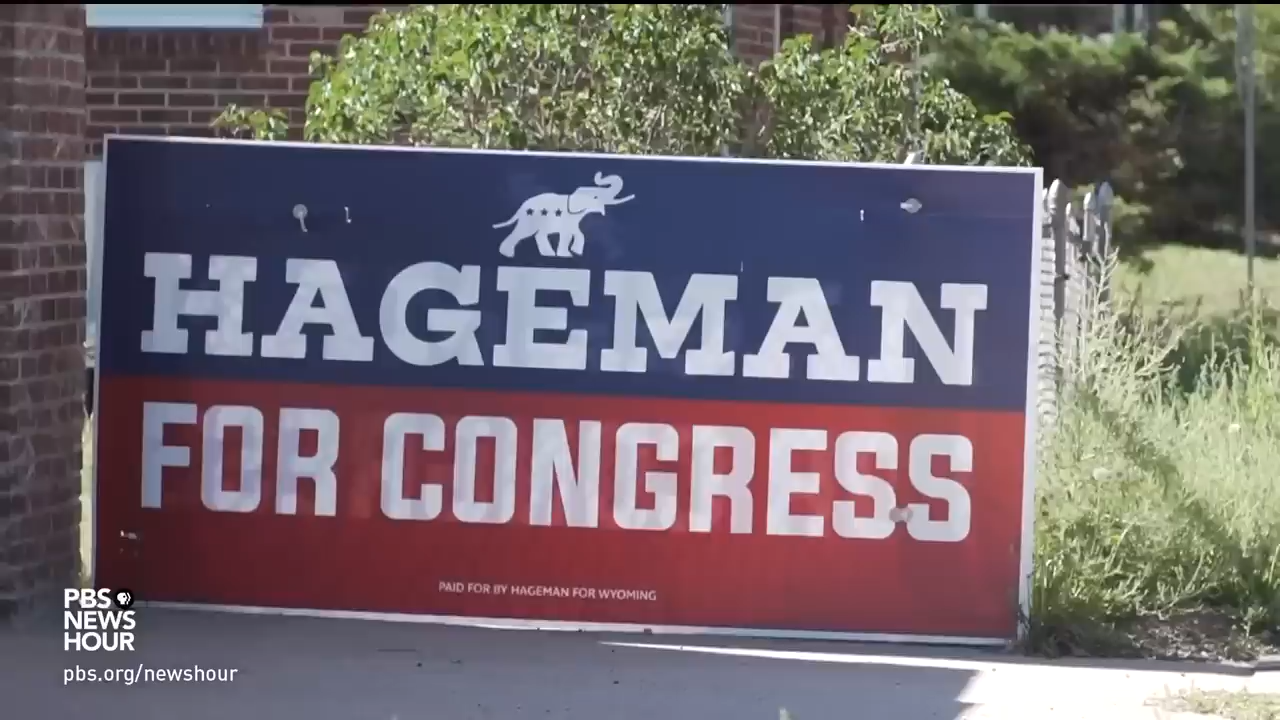 HAGEMAN
FOR CONGRESS
PAID FOR BY HAGEMAN FOR WYOMING
PBS
NEWS
HOUR
pbs.org/newshour